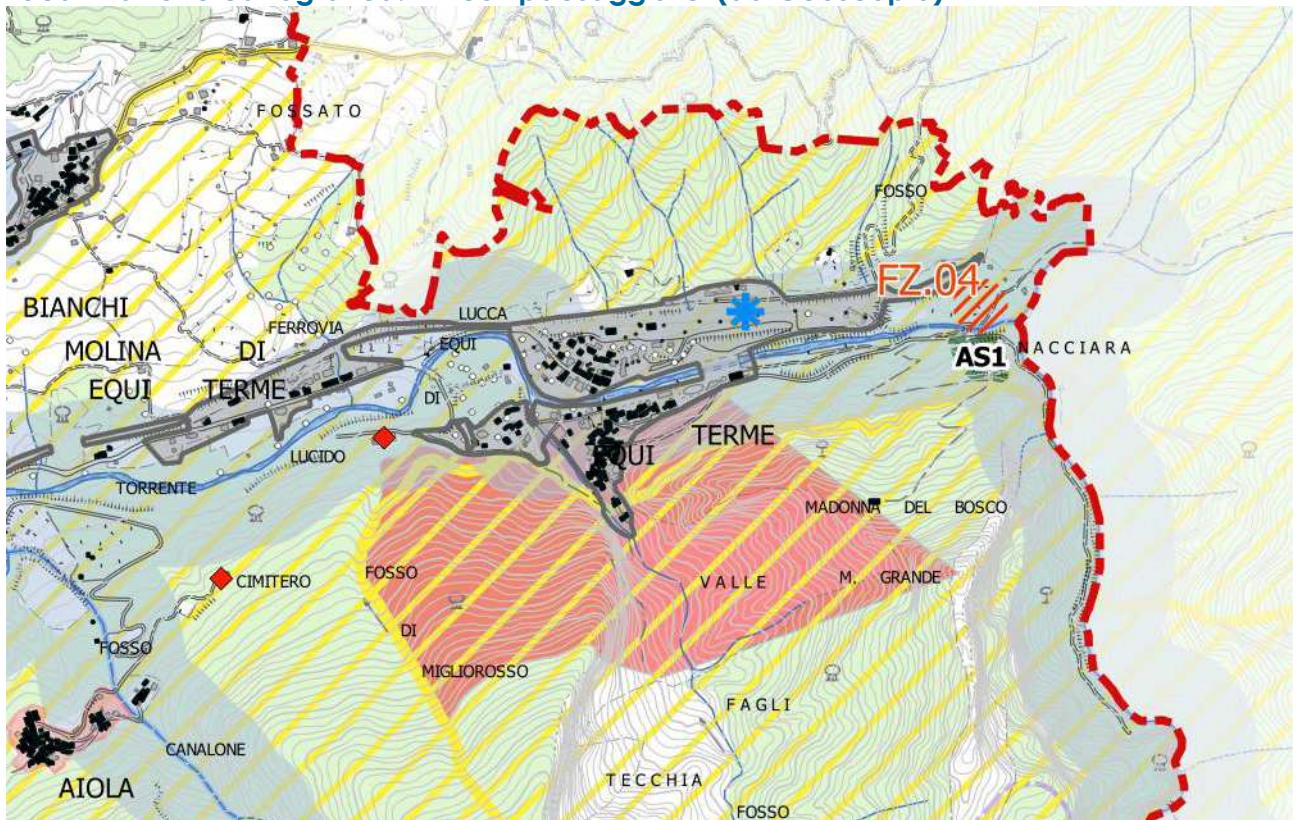 FOSSATO
FOSSO
FZ.04
BIANCHI
LUCCA
FERROVIA
EQUI
MOLINA DI
NACCIARA
AS1
EQUI TERME
DI
TERME
QUI
LUCIDO
TORRENTE
MADONNA DEL BOSCO
FOSSO
CIMITERO
VALLE
M. GRANDE
DI
FOSSO
MIGLIOROSSO
FAGLI
CANALONE
TECCHIA
AIOLA
FOSSO